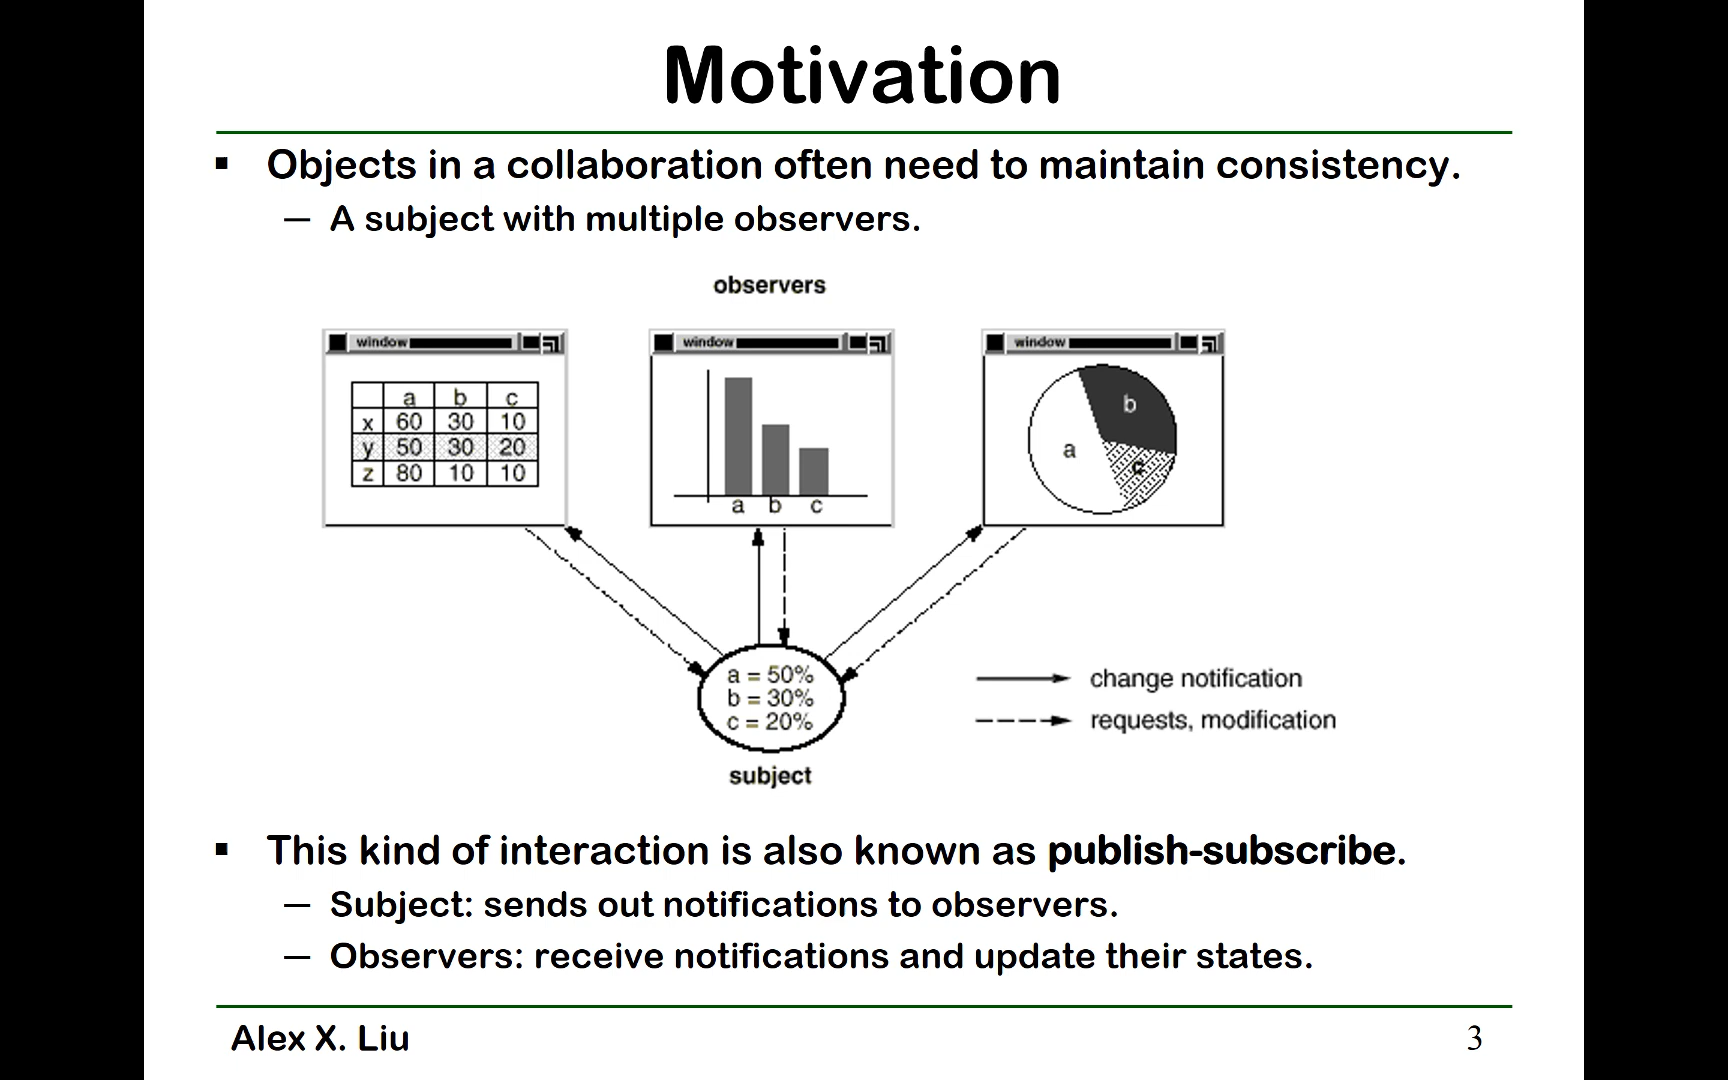 Motivation
▪ Objects in a collaboration often need to maintain consistency.
– A subject with multiple observers.
observers
window
window
window
a b c
x 60 30 10
y 50 30 20
z 80 10 10
a b c
b
a
c
a = 50%
b = 30%
c = 20%
subject
change notification
requests, modification
▪ This kind of interaction is also known as publish-subscribe.
– Subject: sends out notifications to observers.
– Observers: receive notifications and update their states.
Alex X. Liu
3